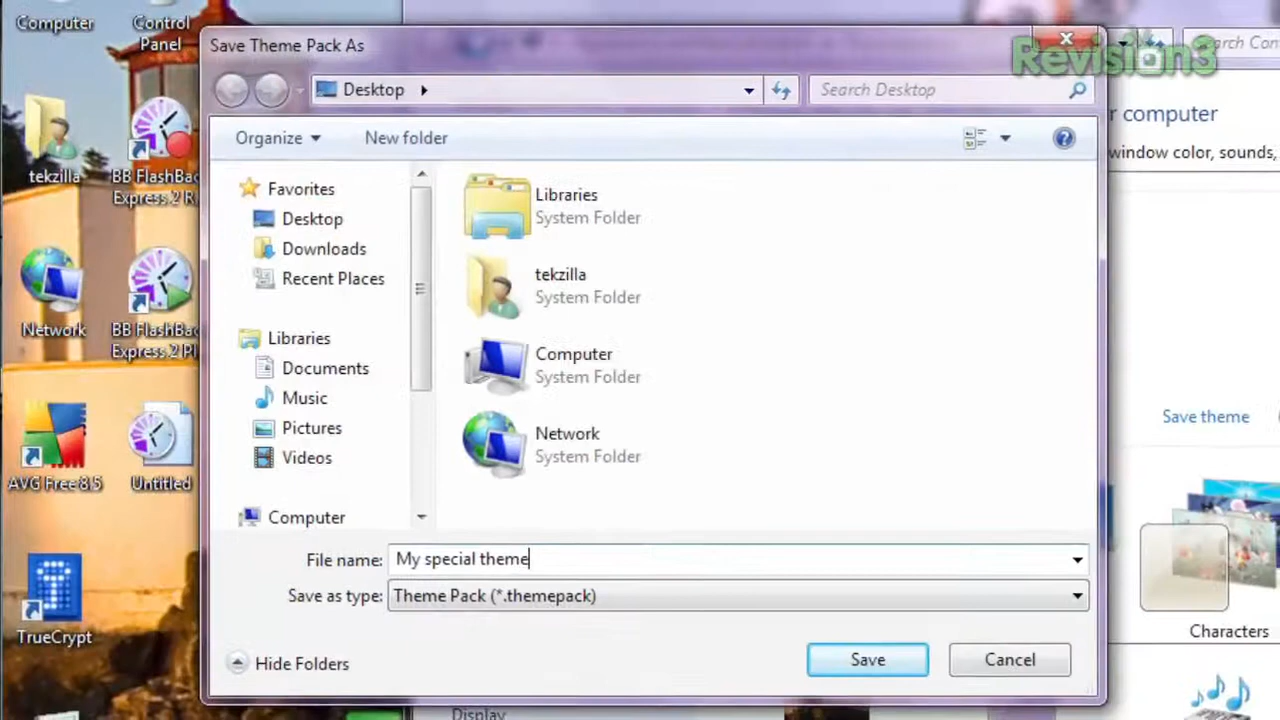 Computer
Control
Panel
Save Theme Pack As
Revision3
Desktop
Search Desktop
Organize
New folder
r computer
window color, sounds,
tekzilla
BB FlashBac
Express 2 R
Favorites
Desktop
Downloads
Recent Places
Libraries
Documents
Music
Pictures
Videos
Computer
Libraries
System Folder
tekzilla
System Folder
Computer
System Folder
Network
System Folder
Network
BB FlashBac
Express 2 Pl
Save theme
AVG Free 8.5
Untitled
File name: My special theme
Save as type: Theme Pack (*.themepack)
TrueCrypt
Characters
Hide Folders
Save
Cancel
Display